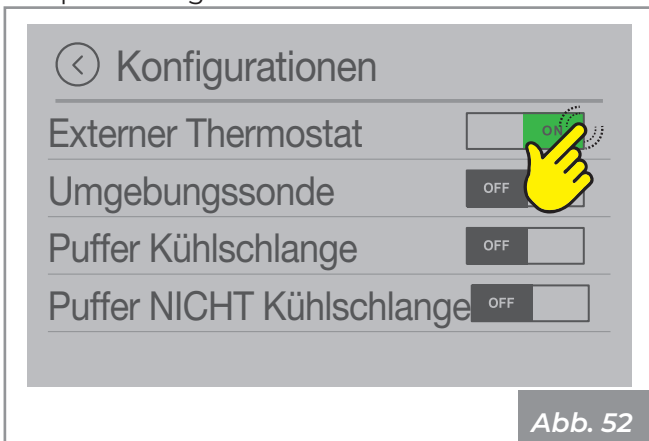 Konfigurationen
Externer Thermostat ON
Umgebungssonde OFF
Puffer Kühlschlange OFF
Puffer NICHT Kühlschlange OFF
Abb. 52